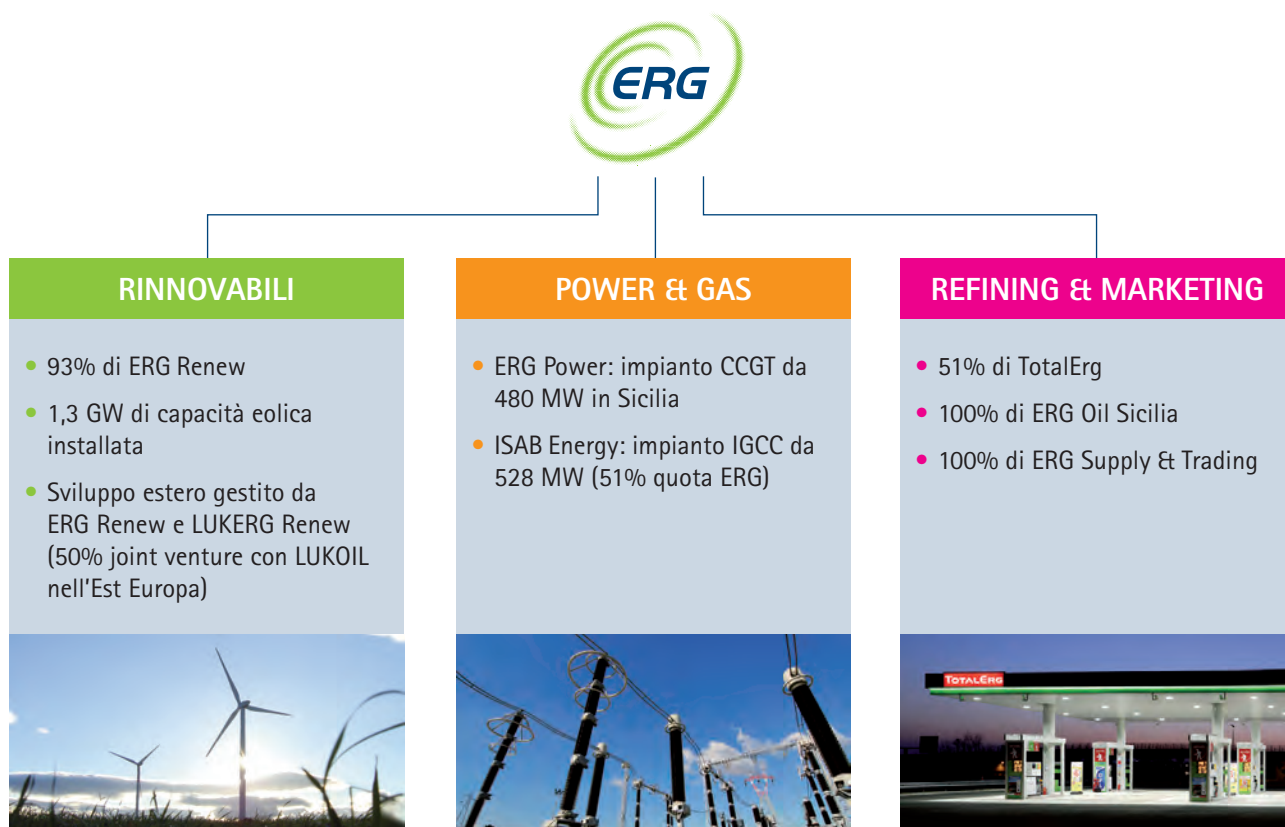 ERG
RINNOVABILI
• 93% di ERG Renew
• 1,3 GW di capacità eolica
installata
• Sviluppo estero gestito da
ERG Renew e LUKERG Renew
(50% joint venture con LUKOIL
nell'Est Europa)
POWER & GAS
• ERG Power: impianto CCGT da
480 MW in Sicilia
• ISAB Energy: impianto IGCC da
528 MW (51% quota ERG)
REFINING & MARKETING
• 51% di TotalErg
• 100% di ERG Oil Sicilia
• 100% di ERG Supply & Trading
TOTALERG